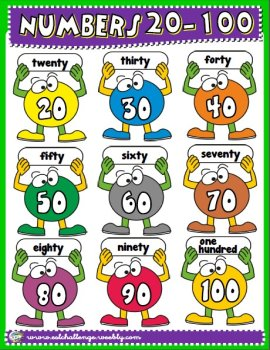 NUMBERS 20-100
twenty thirty forty
20 30 40
fifty sixty seventy
50 60 70
eighty ninety one hundred
80 90 100
www.eslchallenge.weebly.com